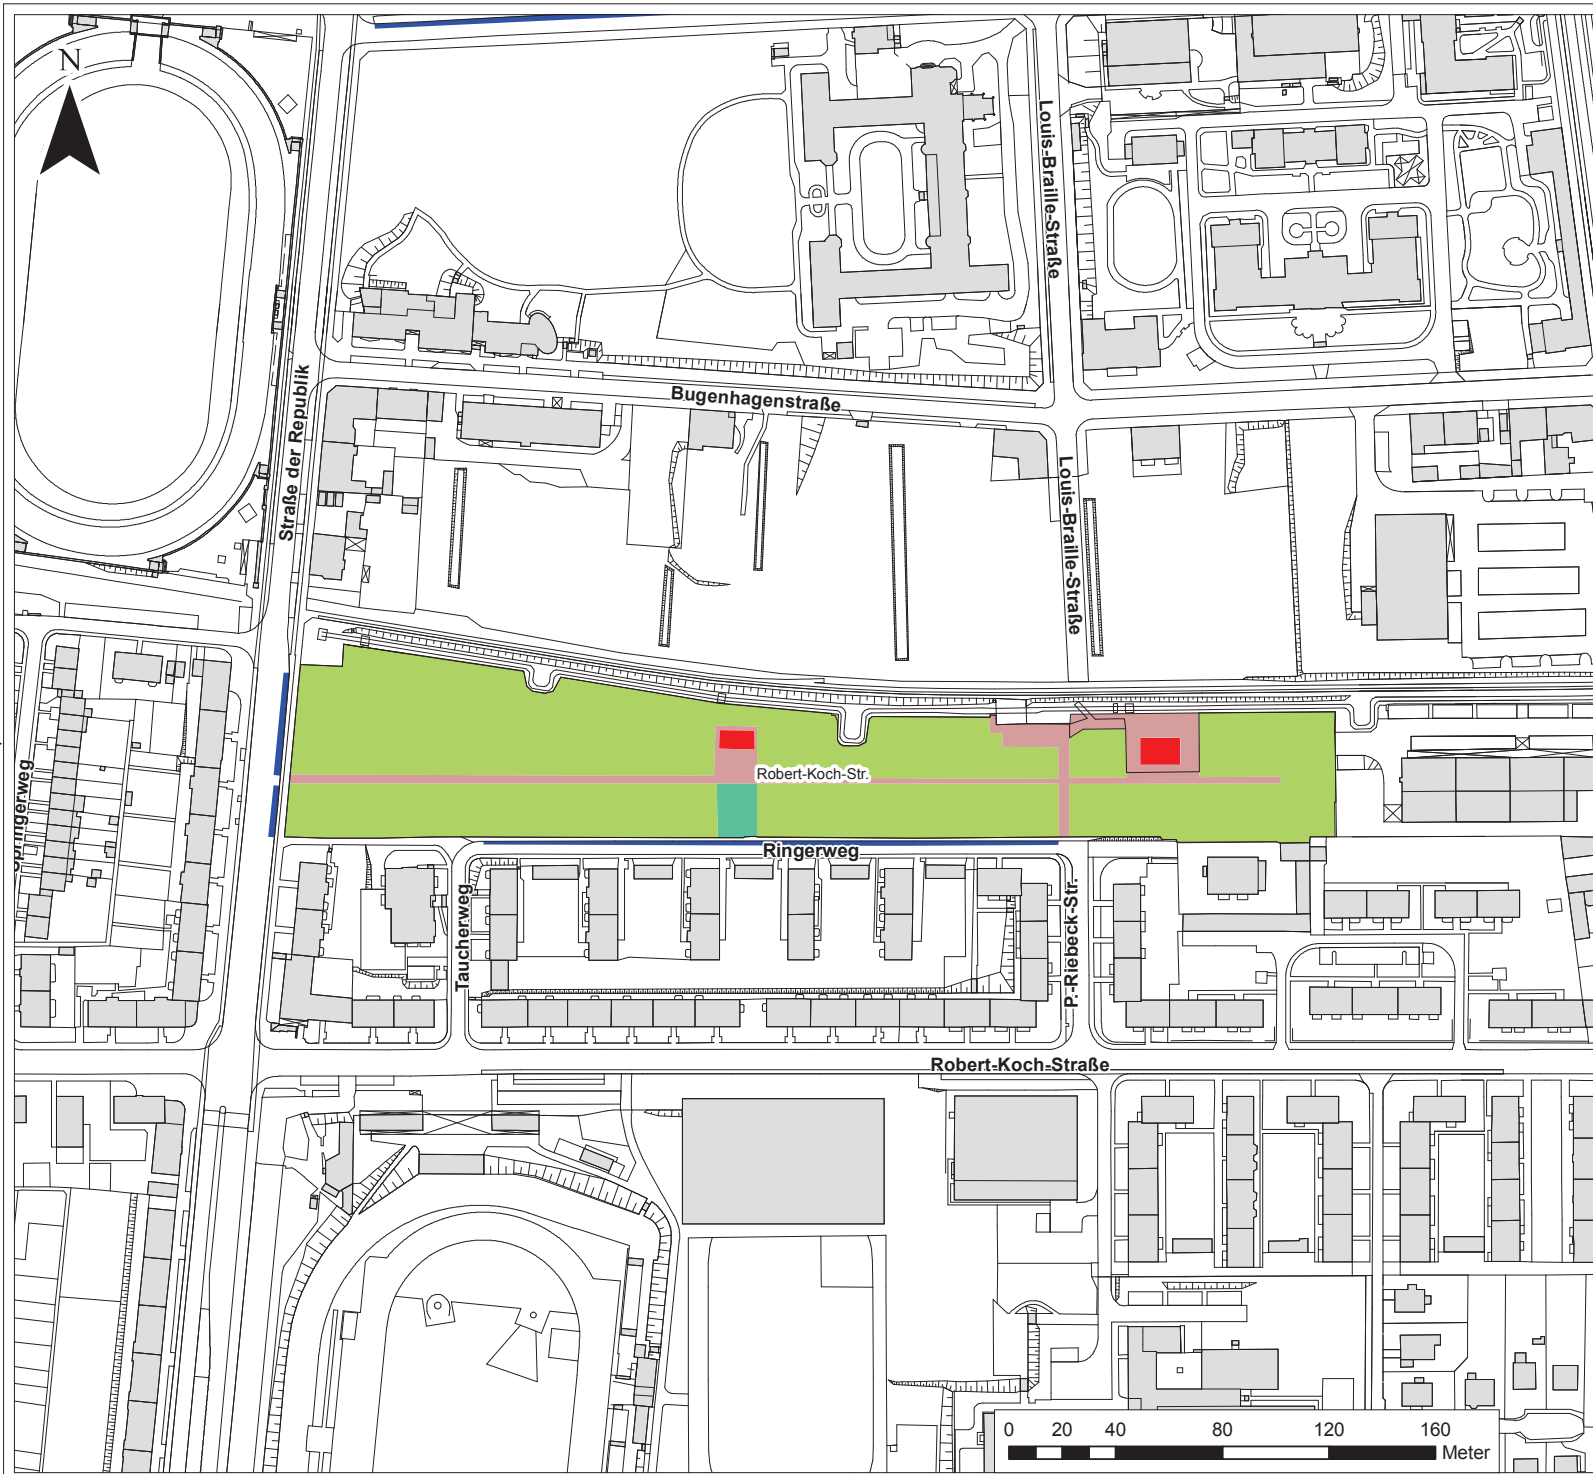 N
Louis-Braille-Straße
Bugenhagenstraße
Straße der Republik
Louis-Braille-Straße
Robert-Koch-Str.
Springerweg
Ringerweg
Taucherweg
P.-Riebeck-Str.
Robert-Koch-Straße
0 20 40 80 120 160
Meter